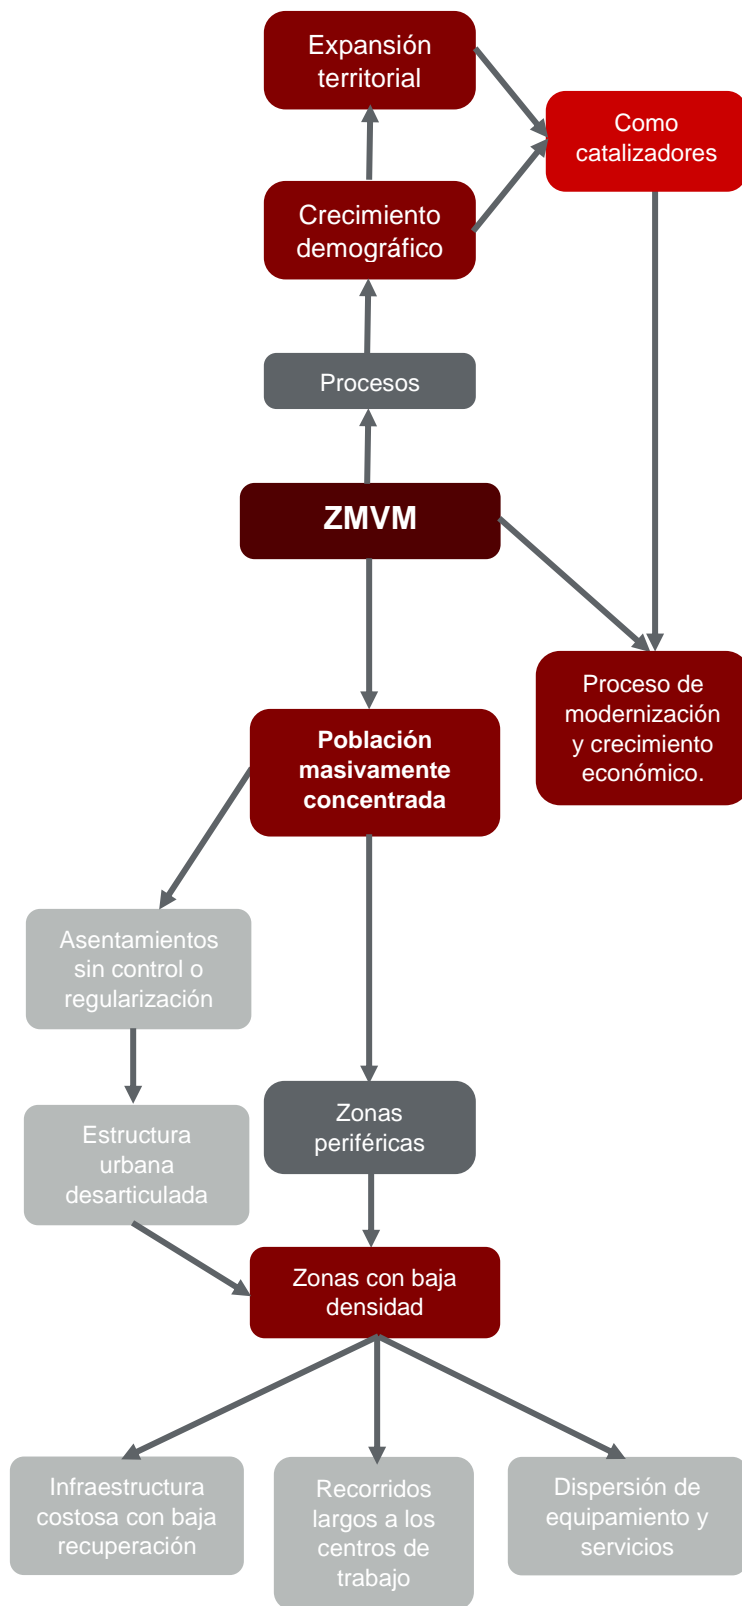 Expansión
territorial
Como
catalizadores
Crecimiento
demográfico
Procesos
ZMVM
Proceso de
modernización
y crecimiento
económico.
Población
masivamente
concentrada
Asentamientos
sin control o
regularización
Zonas
periféricas
Estructura
urbana
desarticulada
Zonas con baja
densidad
Infraestructura
costosa con baja
recuperación
Recorridos
largos a los
centros de
trabajo
Dispersión de
equipamiento y
servicios